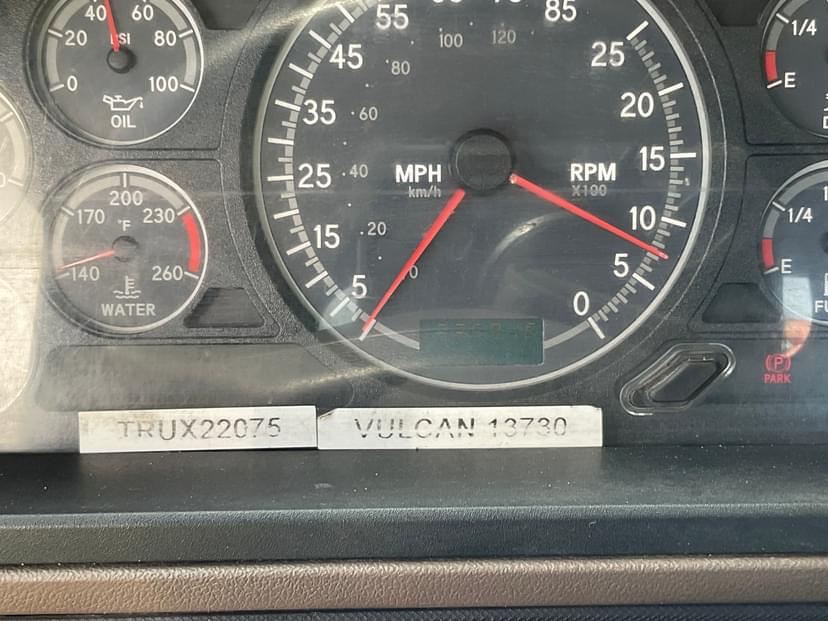 40 60
20 PSI 80
0 100
OIL
200
170 230
°F
140 260
WATER
55 85
45 100 120 25
80
35 60 20
25 40 MPH RPM 15
km/h X100
15 20 10
5 0 5
0
1/4
E
1/4
E
PARK
TRUX22075 VULCAN 13730